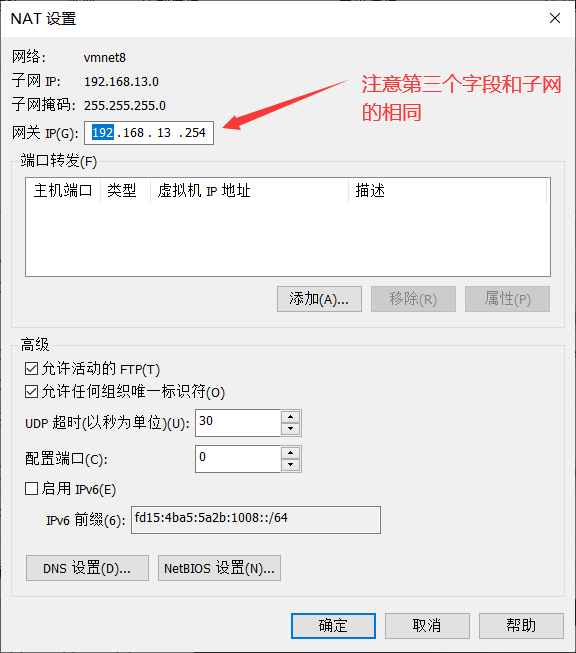 NAT 设置
网络: vmnet8
子网 IP: 192.168.13.0
子网掩码: 255.255.255.0
网关 IP(G): 192 . 168 . 13 . 254
注意第三个字段和子网
的相同
端口转发(F)
主机端口 类型 虚拟机 IP 地址 描述
添加(A)... 移除(R) 属性(P)
高级
允许活动的 FTP(T)
允许任何组织唯一标识符(O)
UDP 超时(以秒为单位)(U): 30
配置端口(C): 0
启用 IPv6(E)
IPv6 前缀(6): fd15:4ba5:5a2b:1008::/64
DNS 设置(D)... NetBIOS 设置(N)...
确定 取消 帮助